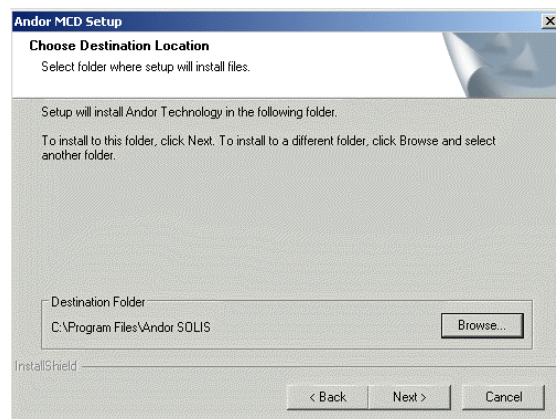 Andor MCD Setup
Choose Destination Location
Select folder where setup will install files.
Setup will install Andor Technology in the following folder.
To install to this folder, click Next. To install to a different folder, click Browse and select
another folder.
Destination Folder
C:\Program Files\Andor SOLIS
Browse...
InstallShield
< Back
Next >
Cancel